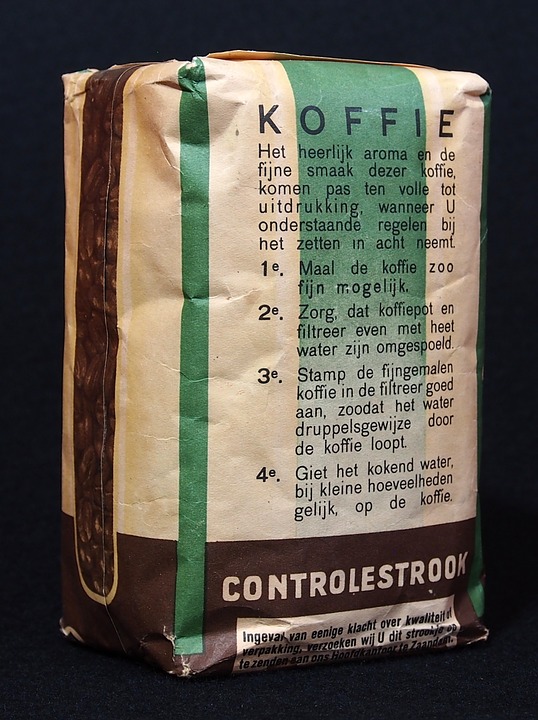 KOFFIE
Het heerlijk aroma en de
fijne smaak dezer koffie,
komen pas ten volle tot
uitdrukking, wanneer U
onderstaande regelen bij
het zetten in acht neemt.
1e. Maal de koffie zoo
fijn mogelijk.
2e. Zorg, dat koffiepot en
filtreer even met heet
water zijn omgespoeld.
3e. Stamp de fijngemalen
koffie in de filtreer goed
aan, zoodat het water
druppelsgewijze door
de koffie loopt.
4e. Giet het kokend water,
bij kleine hoeveelheden
gelijk, op de koffie.
CONTROLESTROOK
Ingeval van eenige klacht over kwaliteit of
verpakking, verzoeken wij U dit strookje op
te zenden aan ons Hoofdkantoor te Zaandam.